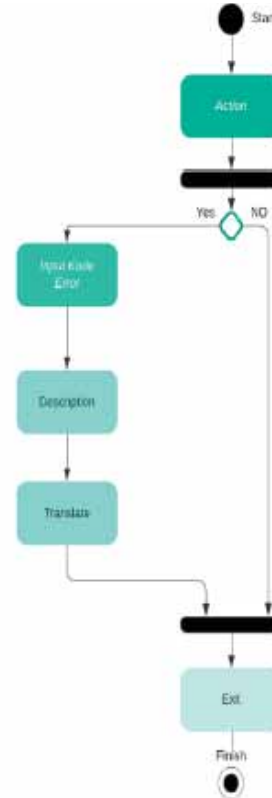 Start
Action
Yes
NO
Input Kode
Error
Description
Translate
Exit
Finish